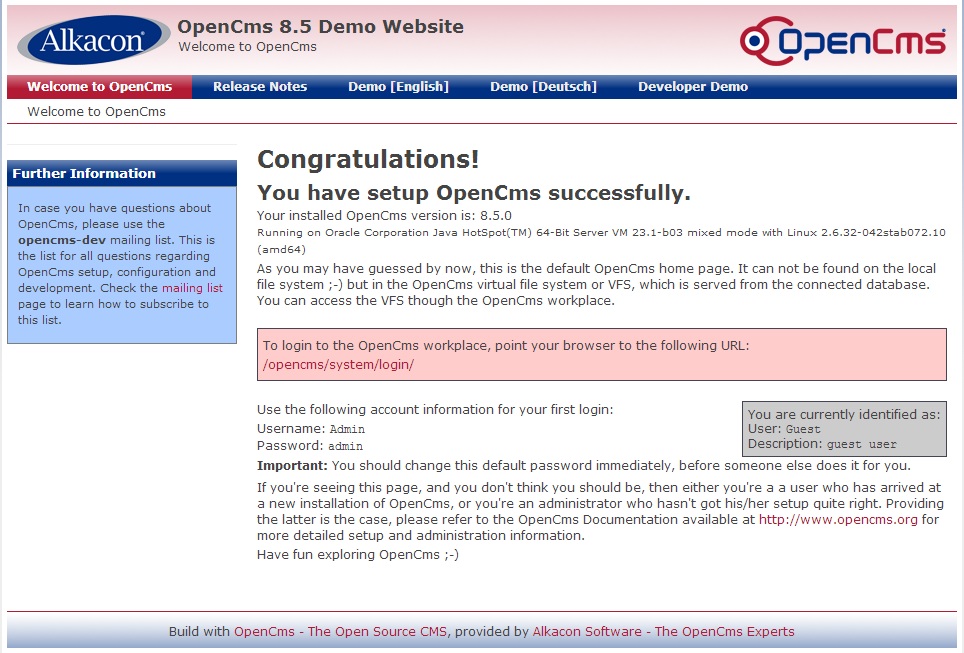 Alkacon®
OpenCms 8.5 Demo Website
Welcome to OpenCms
OpenCms
Welcome to OpenCms Release Notes Demo [English] Demo [Deutsch] Developer Demo
Welcome to OpenCms
Further Information
In case you have questions about
OpenCms, please use the
opencms-dev mailing list. This is
the list for all questions regarding
OpenCms setup, configuration and
development. Check the mailing list
page to learn how to subscribe to
this list.
Congratulations!
You have setup OpenCms successfully.
Your installed OpenCms version is: 8.5.0
Running on Oracle Corporation Java HotSpot(TM) 64-Bit Server VM 23.1-b03 mixed mode with Linux 2.6.32-042stab072.10
(amd64)
As you may have guessed by now, this is the default OpenCms home page. It can not be found on the local
file system ;-) but in the OpenCms virtual file system or VFS, which is served from the connected database.
You can access the VFS though the OpenCms workplace.
To login to the OpenCms workplace, point your browser to the following URL:
/opencms/system/login/
Use the following account information for your first login:
Username: Admin
Password: admin
You are currently identified as:
User: Guest
Description: guest user
Important: You should change this default password immediately, before someone else does it for you.
If you're seeing this page, and you don't think you should be, then either you're a a user who has arrived at
a new installation of OpenCms, or you're an administrator who hasn't got his/her setup quite right. Providing
the latter is the case, please refer to the OpenCms Documentation available at http://www.opencms.org for
more detailed setup and administration information.
Have fun exploring OpenCms ;-)
Build with OpenCms - The Open Source CMS, provided by Alkacon Software - The OpenCms Experts